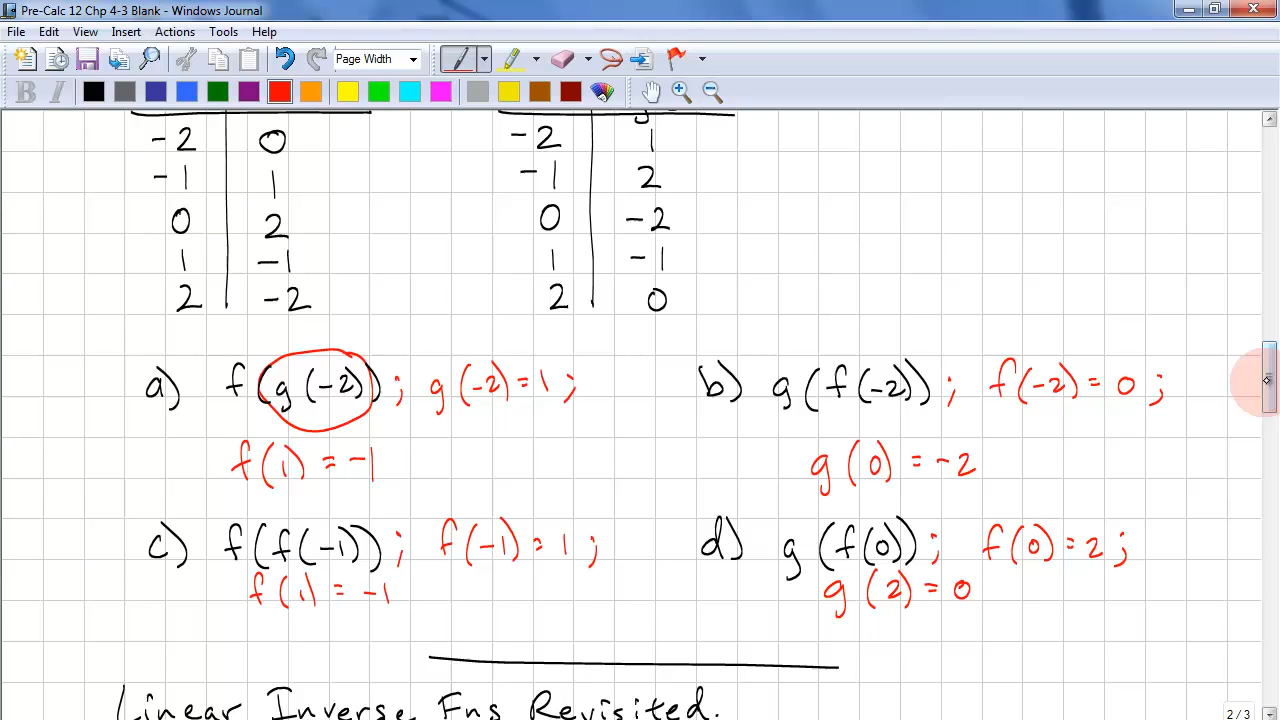 Pre-Calc 12 Chp 4-3 Blank - Windows Journal
File Edit View Insert Actions Tools Help
Page Width
B I
-2 0
-1 1
0 2
1 -1
2 -2
-2 1
-1 2
0 -2
1 -1
2 0
a) f(g(-2)); g(-2)=1;
f(1) = -1
b) g(f(-2)); f(-2) = 0;
g(0) = -2
c) f(f(-1)); f(-1) = 1;
f(1) = -1
d) g(f(0)); f(0) = 2;
g(2) = 0
Linear Inverse Fns Revisited.
2/3